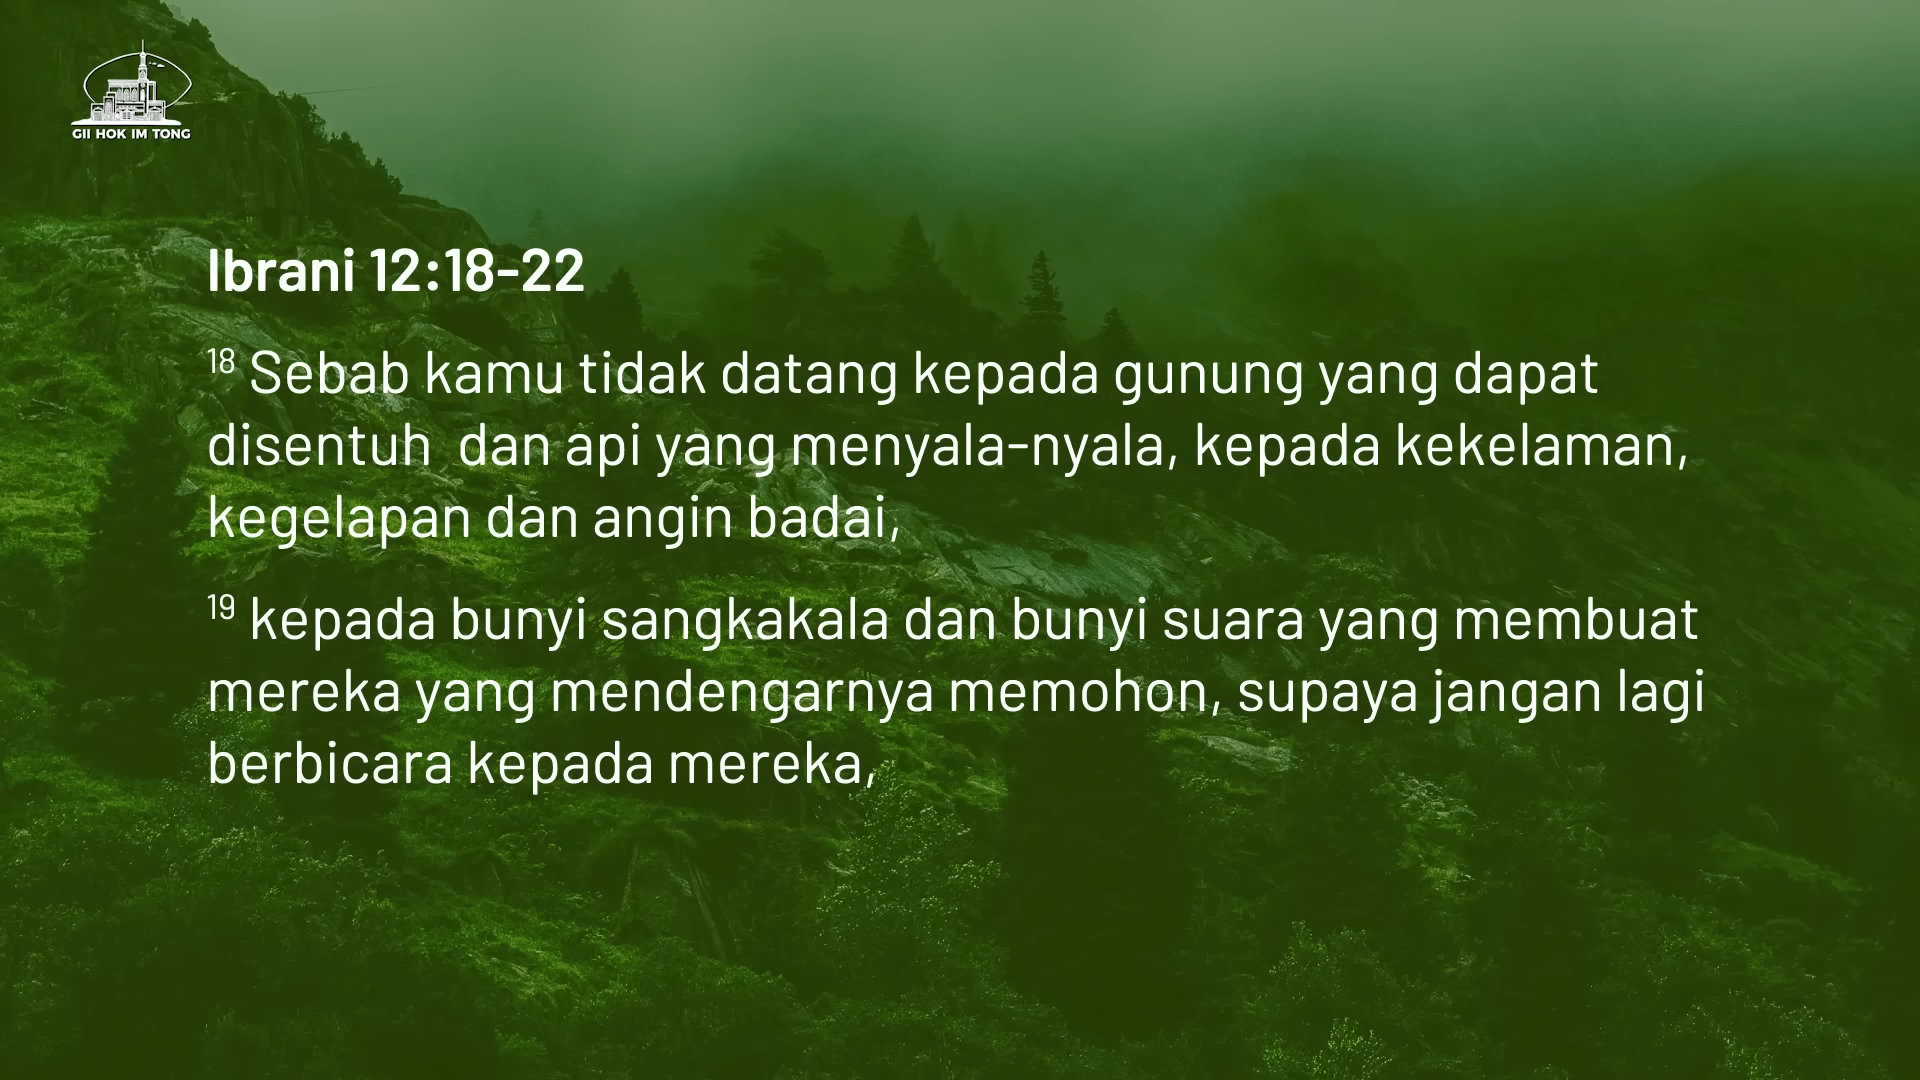 GII HOK IM TONG
Ibrani 12:18-22
18 Sebab kamu tidak datang kepada gunung yang dapat
disentuh  dan api yang menyala-nyala, kepada kekelaman,
kegelapan dan angin badai,
19 kepada bunyi sangkakala dan bunyi suara yang membuat
mereka yang mendengarnya memohon, supaya jangan lagi
berbicara kepada mereka,